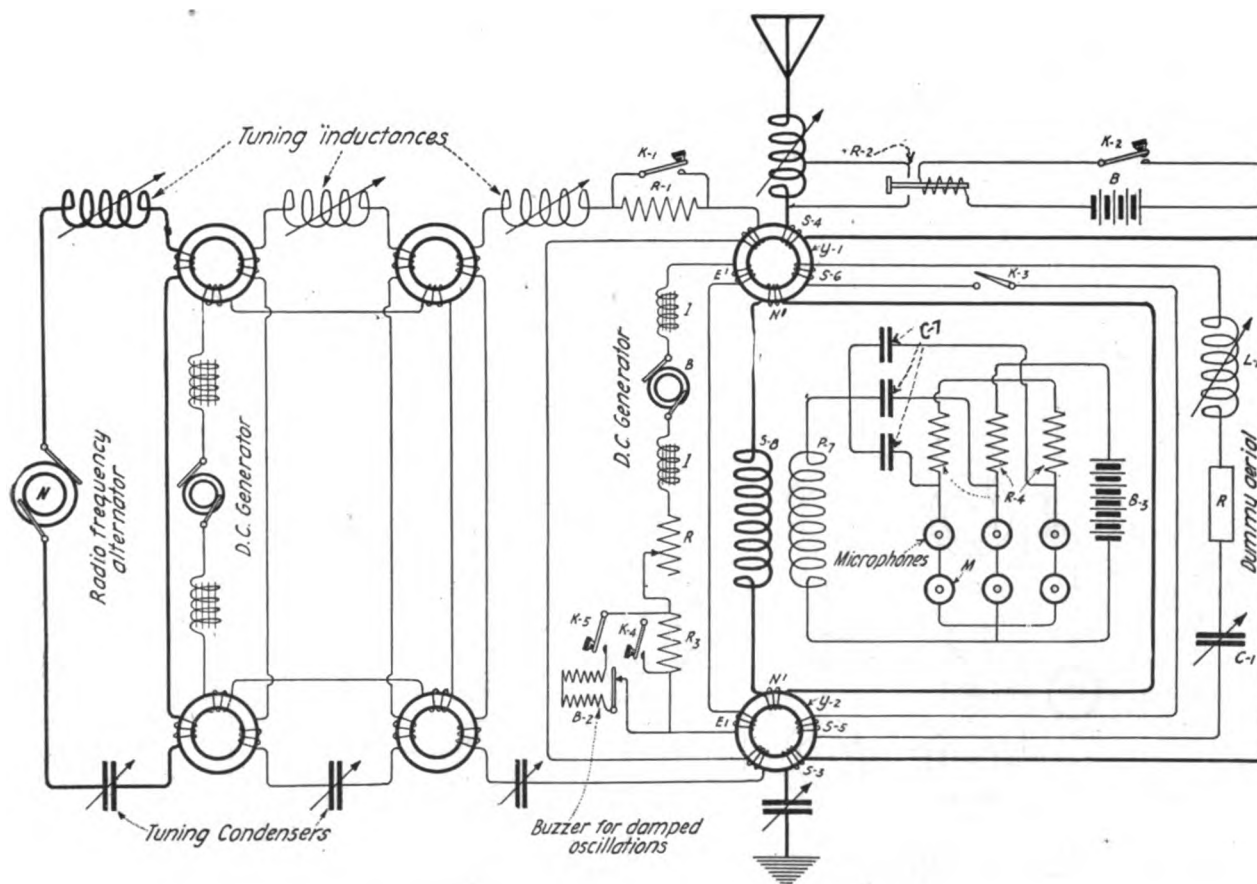 Tuning inductances
K-1
R-1
R-2
K-2
B
S-4
Y-1
S-6
E'
N'
K-3
I
B
D.C. Generator
I
C-7
L-1
S-8
P-7
R-4
B-3
R
Dummy aerial
N
Radio frequency
alternator
D.C. Generator
Microphones
M
R
K-5
K-4
R3
B-2
C-1
N'
Y-2
E1
S-5
S-3
Tuning Condensers
Buzzer for damped
oscillations